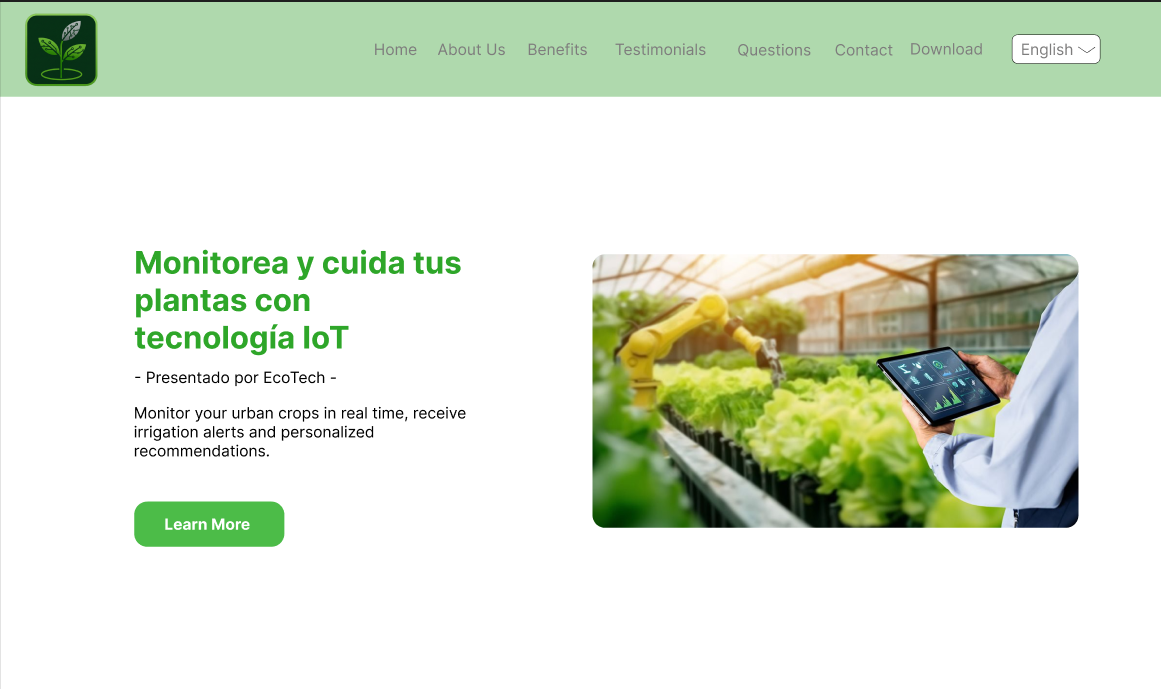 Home About Us Benefits Testimonials Questions Contact Download English
Monitorea y cuida tus
plantas con
tecnología IoT
- Presentado por EcoTech -
Monitor your urban crops in real time, receive
irrigation alerts and personalized
recommendations.
Learn More